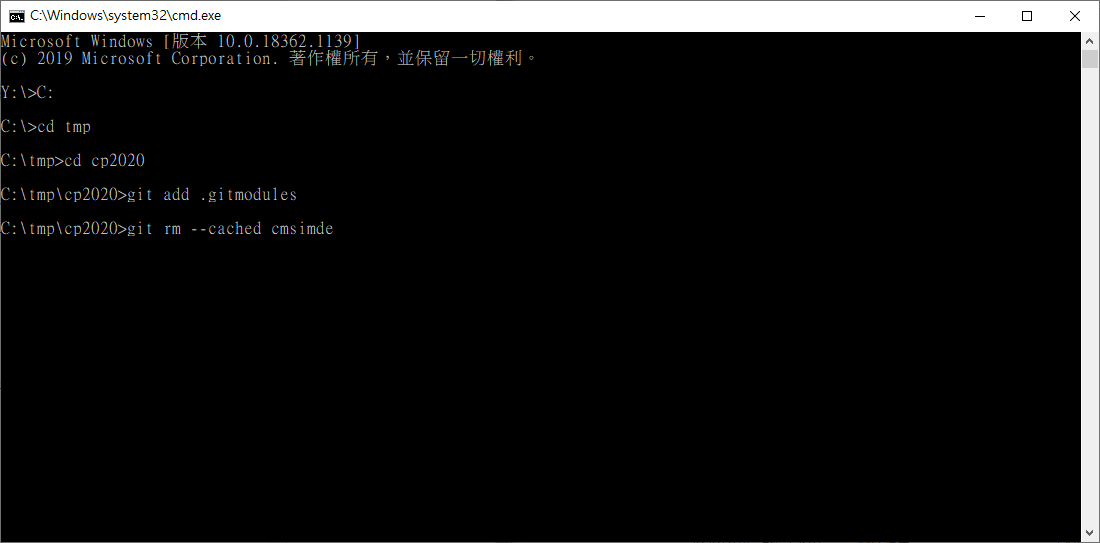 C:\Windows\system32\cmd.exe
Microsoft Windows [版本 10.0.18362.1139]
(c) 2019 Microsoft Corporation. 著作權所有，並保留一切權利。
Y:\>C:
C:\>cd tmp
C:\tmp>cd cp2020
C:\tmp\cp2020>git add .gitmodules
C:\tmp\cp2020>git rm --cached cmsimde